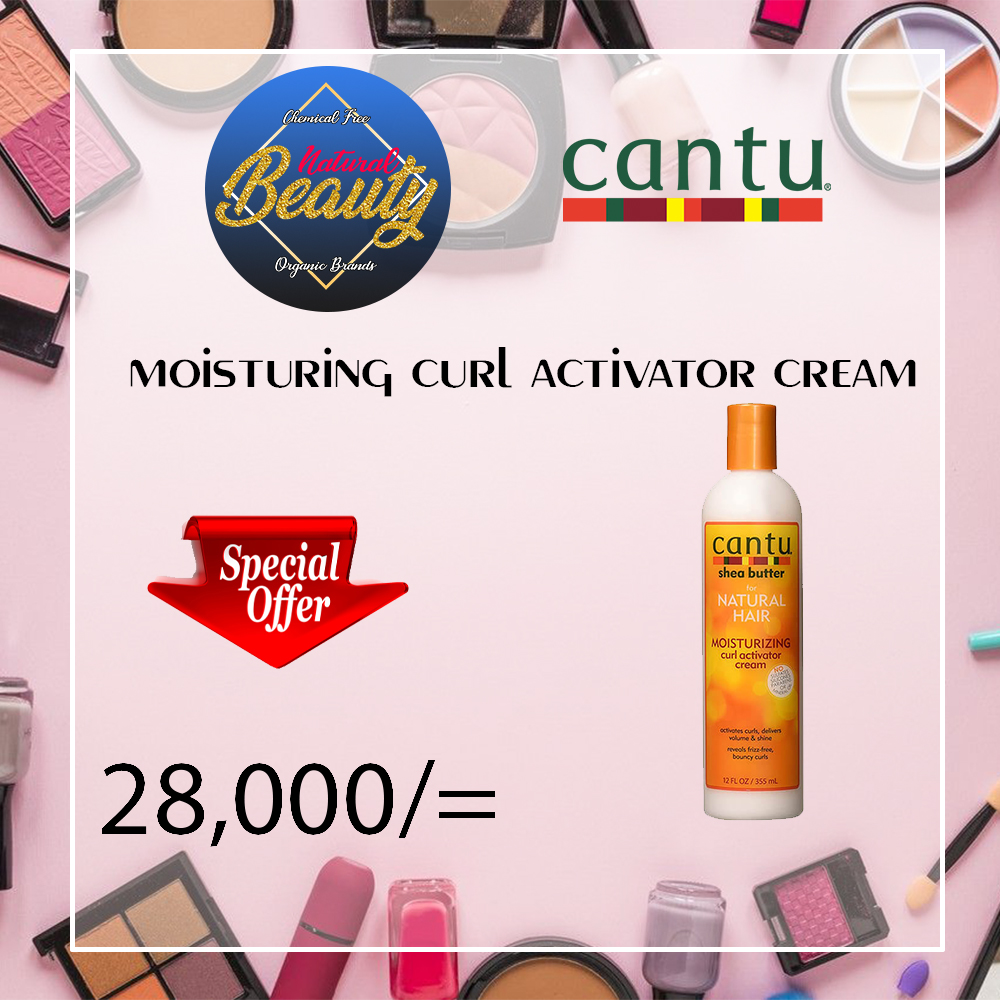 Chemical Free
Natural
Beauty
Organic Brands
cantu®
MOISTURING CURL ACTIVATOR CREAM
Special
Offer
28,000/=
cantu
shea butter
for
NATURAL
HAIR
MOISTURIZING
curl activator
cream
NO
activates curls, delivers
volume & shine
reveals frizz-free,
bouncy curls
12 FL OZ / 355 mL